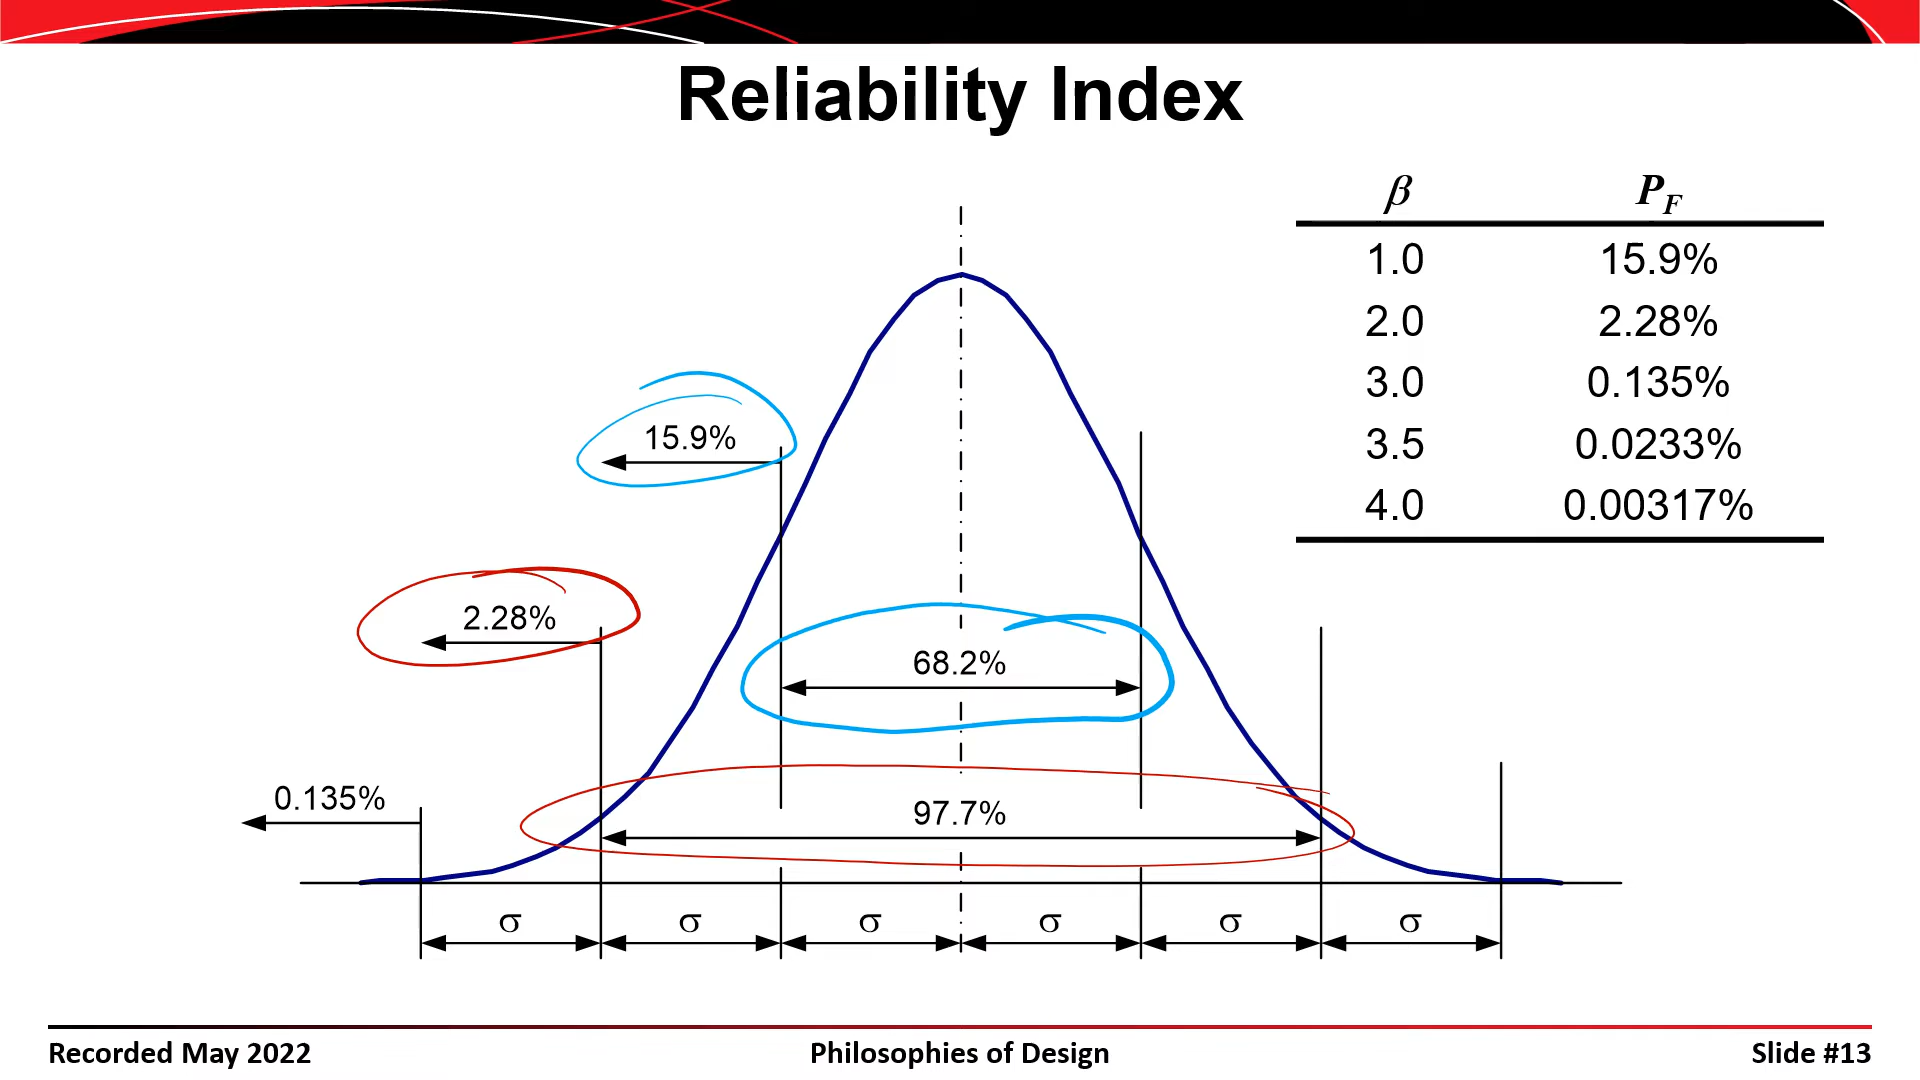 Reliability Index
β P_F
1.0 15.9%
2.0 2.28%
3.0 0.135%
3.5 0.0233%
4.0 0.00317%
15.9%
2.28%
68.2%
0.135%
97.7%
σ σ σ σ σ σ
Recorded May 2022 Philosophies of Design Slide #13